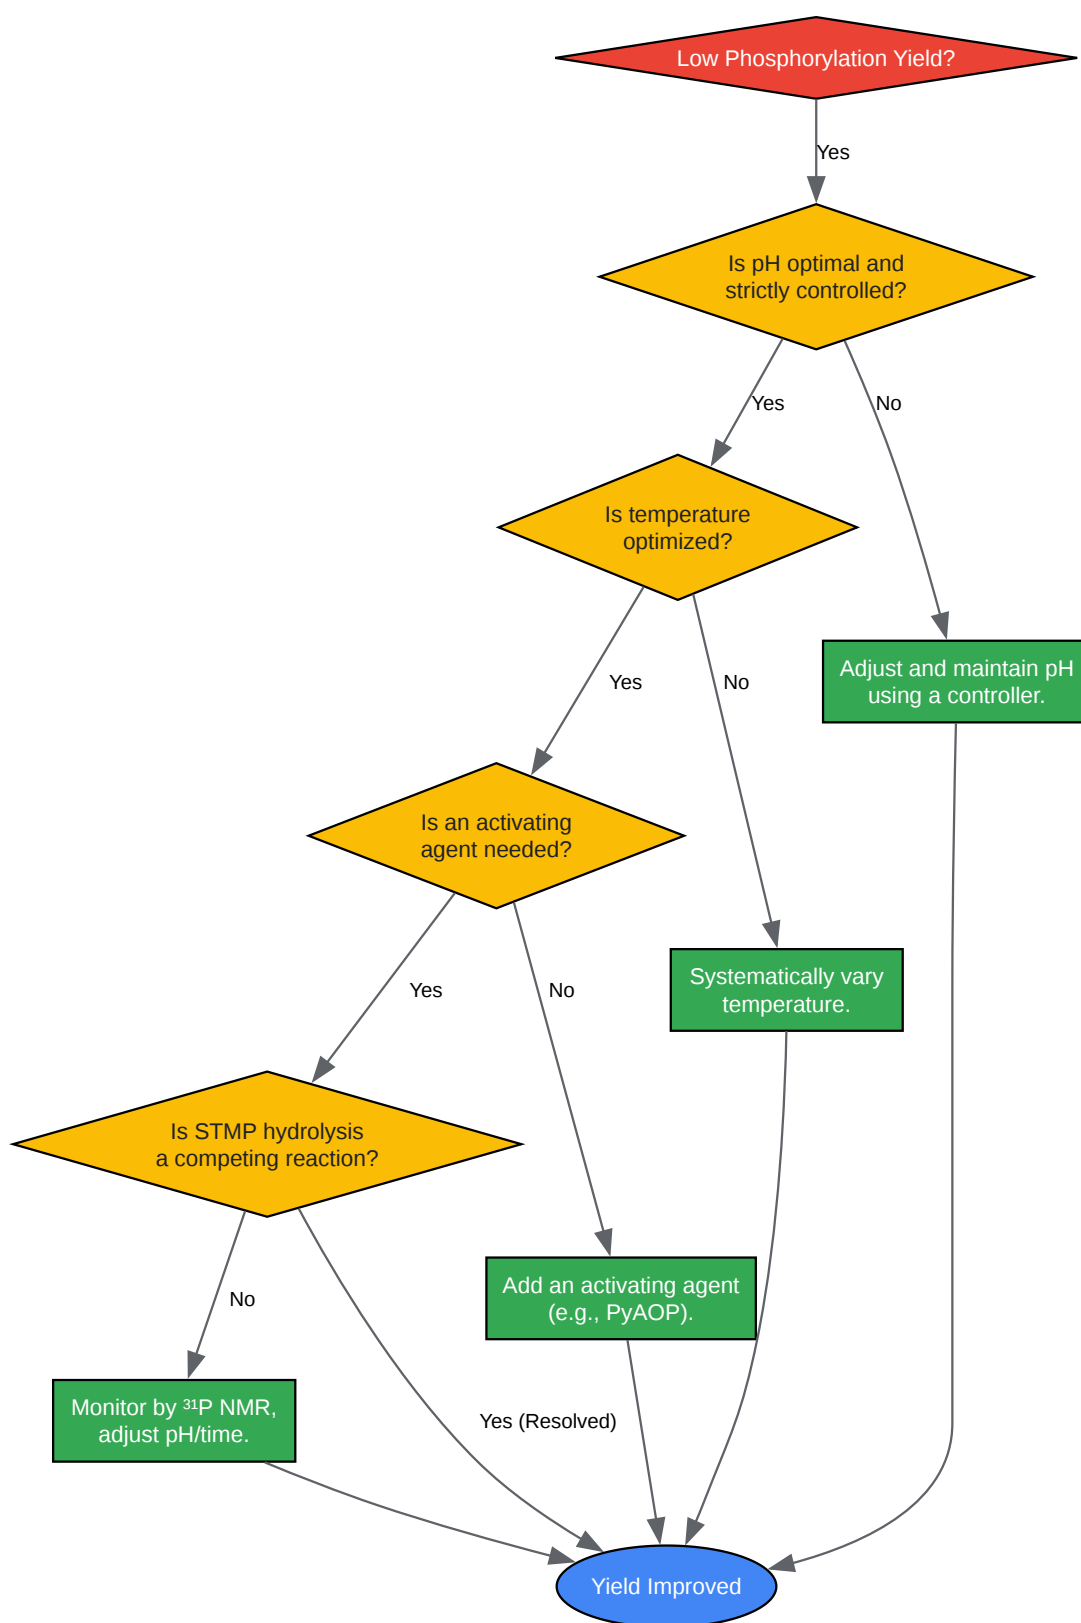 Low Phosphorylation Yield?
Yes
Is pH optimal and
strictly controlled?
Yes
No
Is temperature
optimized?
Yes
No
Adjust and maintain pH
using a controller.
Is an activating
agent needed?
Yes
No
Systematically vary
temperature.
Is STMP hydrolysis
a competing reaction?
No
Add an activating agent
(e.g., PyAOP).
Monitor by ³¹P NMR,
adjust pH/time.
Yes (Resolved)
Yield Improved